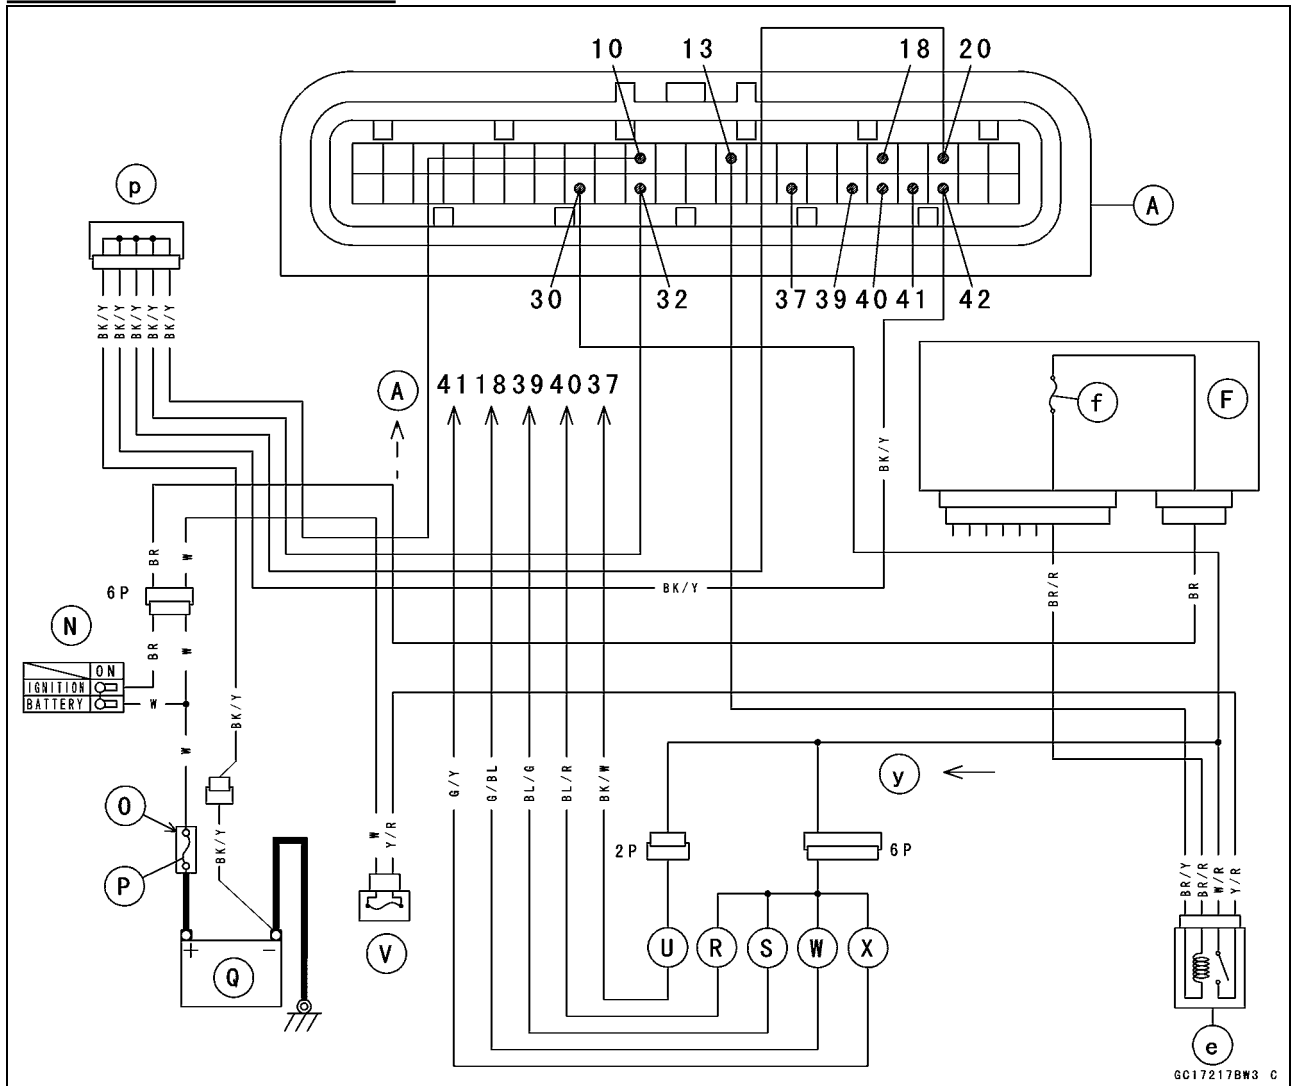 10 13 18 20
p
A
30 32 37 39 40 41 42
BK/Y BK/Y BK/Y BK/Y BK/Y
A 41 18 39 40 37
f F
BK/Y
BR W
BK/Y
BR/R BR
6P
N
BR W
ON
IGNITION
BATTERY W
BK/Y
W
G/Y G/BL BL/G BL/R BK/W
y
O
W Y/R
BK/Y
2P 6P
P
BR/Y BR/R W/R Y/R
U R S W X
V
+ -
Q
e
GC17217BW3 C